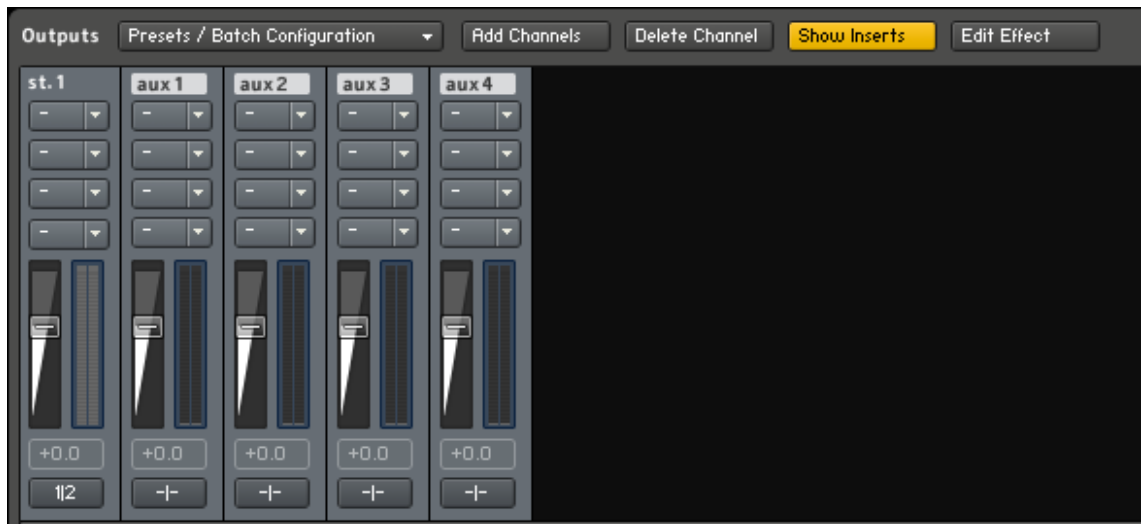 Outputs Presets / Batch Configuration Add Channels Delete Channel Show Inserts Edit Effect
st.1 aux 1 aux 2 aux 3 aux 4
- - - - -
- - - - -
- - - - -
- - - - -
+0.0 +0.0 +0.0 +0.0 +0.0
1|2 -|- -|- -|- -|-